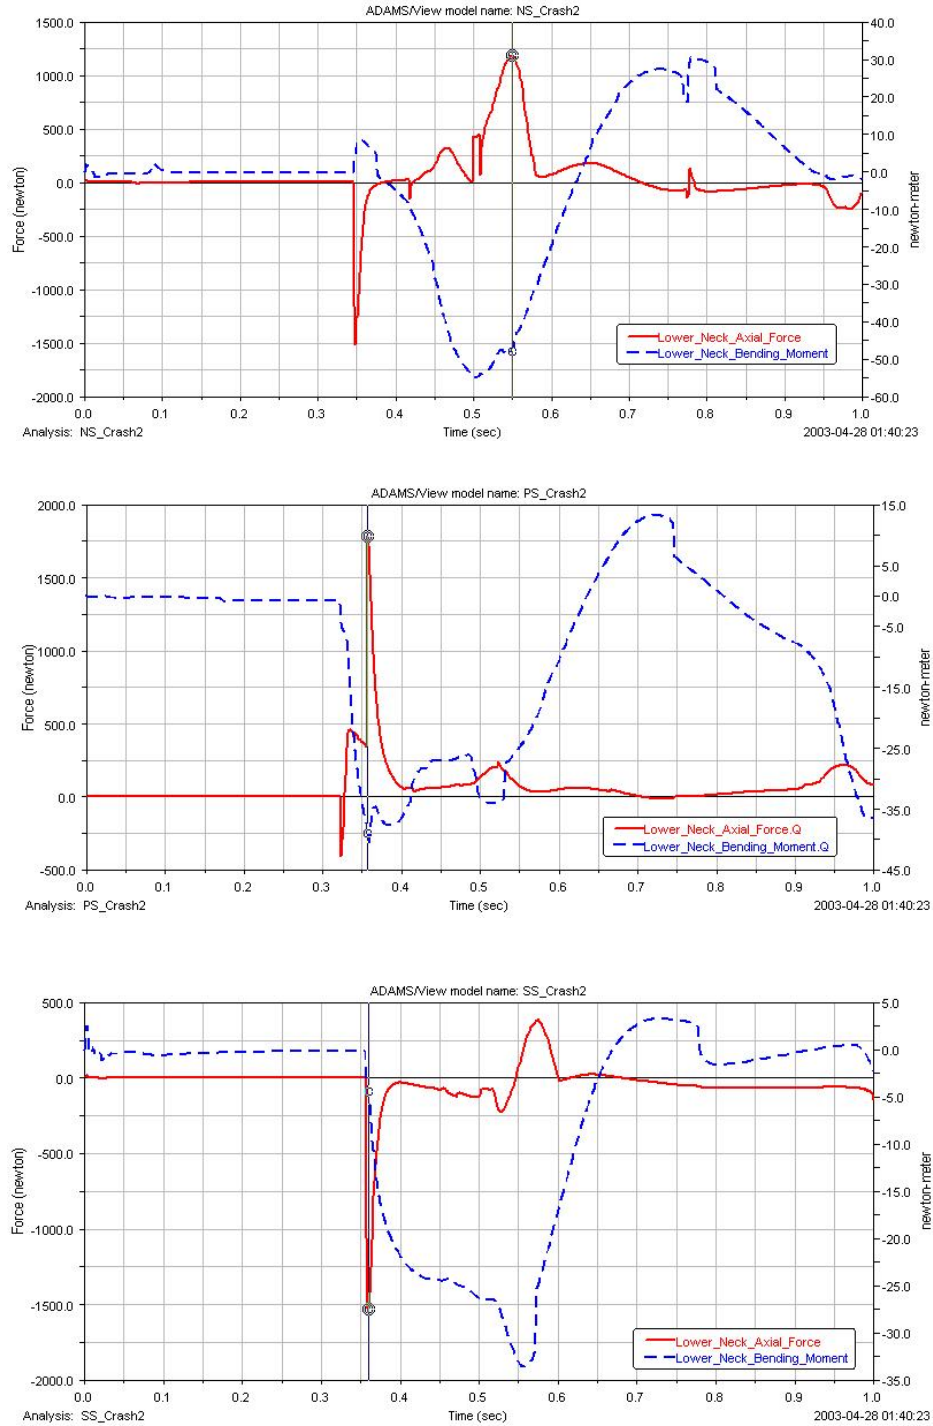 ADAMS/View model name: NS_Crash2
1500.0 40.0
1000.0 30.0
20.0
500.0 10.0
0.0 0.0
-10.0
-500.0 -20.0
-1000.0 -30.0
-40.0
-1500.0 -50.0
-2000.0 -60.0
Force (newton)
newton-meter
Lower_Neck_Axial_Force
Lower_Neck_Bending_Moment
0.0 0.1 0.2 0.3 0.4 0.5 0.6 0.7 0.8 0.9 1.0
Analysis: NS_Crash2 Time (sec) 2003-04-28 01:40:23
ADAMS/View model name: PS_Crash2
2000.0 15.0
1500.0 5.0
0.0
1000.0 -5.0
-15.0
500.0 -25.0
0.0 -35.0
-500.0 -45.0
Force (newton)
newton-meter
Lower_Neck_Axial_Force.Q
Lower_Neck_Bending_Moment.Q
0.0 0.1 0.2 0.3 0.4 0.5 0.6 0.7 0.8 0.9 1.0
Analysis: PS_Crash2 Time (sec) 2003-04-28 01:40:23
ADAMS/View model name: SS_Crash2
500.0 5.0
0.0 0.0
-5.0
-500.0 -10.0
-1000.0 -15.0
-20.0
-1500.0 -25.0
-30.0
-2000.0 -35.0
Force (newton)
newton-meter
Lower_Neck_Axial_Force
Lower_Neck_Bending_Moment
0.0 0.1 0.2 0.3 0.4 0.5 0.6 0.7 0.8 0.9 1.0
Analysis: SS_Crash2 Time (sec) 2003-04-28 01:40:23